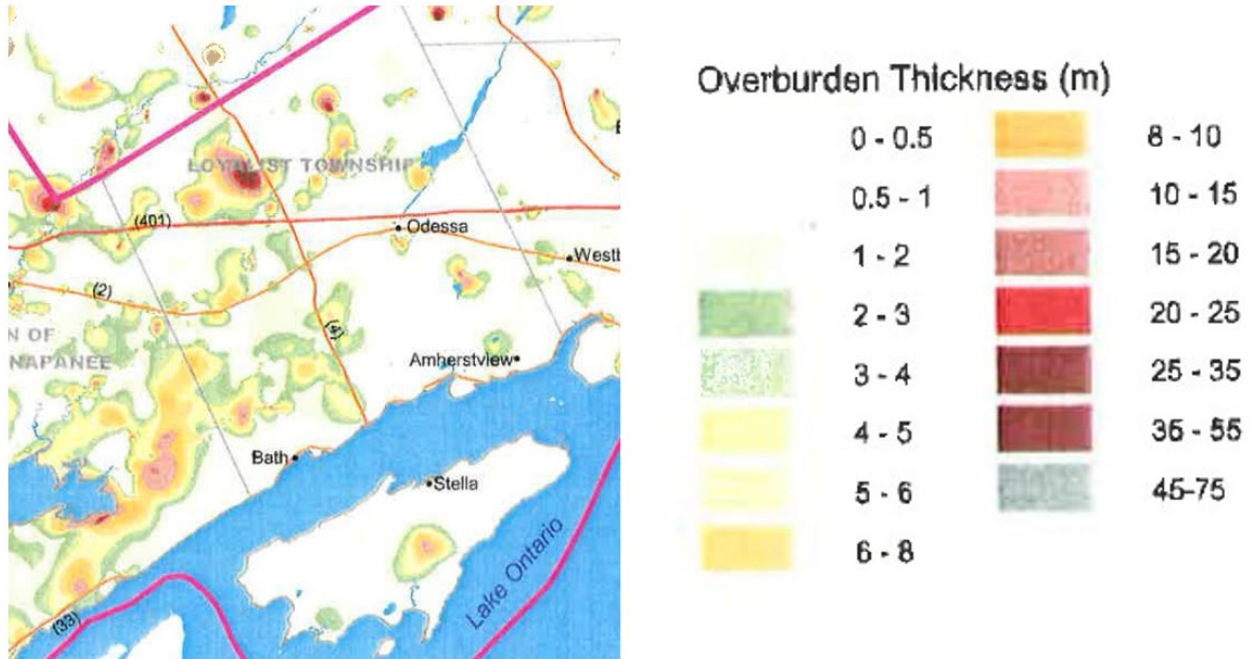 LOYALIST TOWNSHIP
(401)
Odessa
Westb
(2)
(4)
N OF
NAPANEE
Amherstview
Bath
Stella
Lake Ontario
(33)
Overburden Thickness (m)
0 - 0.5
0.5 - 1
1 - 2
2 - 3
3 - 4
4 - 5
5 - 6
6 - 8
8 - 10
10 - 15
15 - 20
20 - 25
25 - 35
35 - 55
45-75